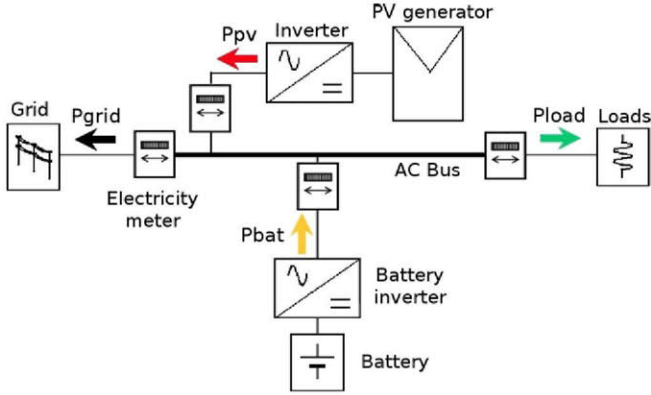 PV generator
Ppv
Inverter
Grid
Pgrid
Pload
Loads
AC Bus
Electricity
meter
Pbat
Battery
inverter
Battery